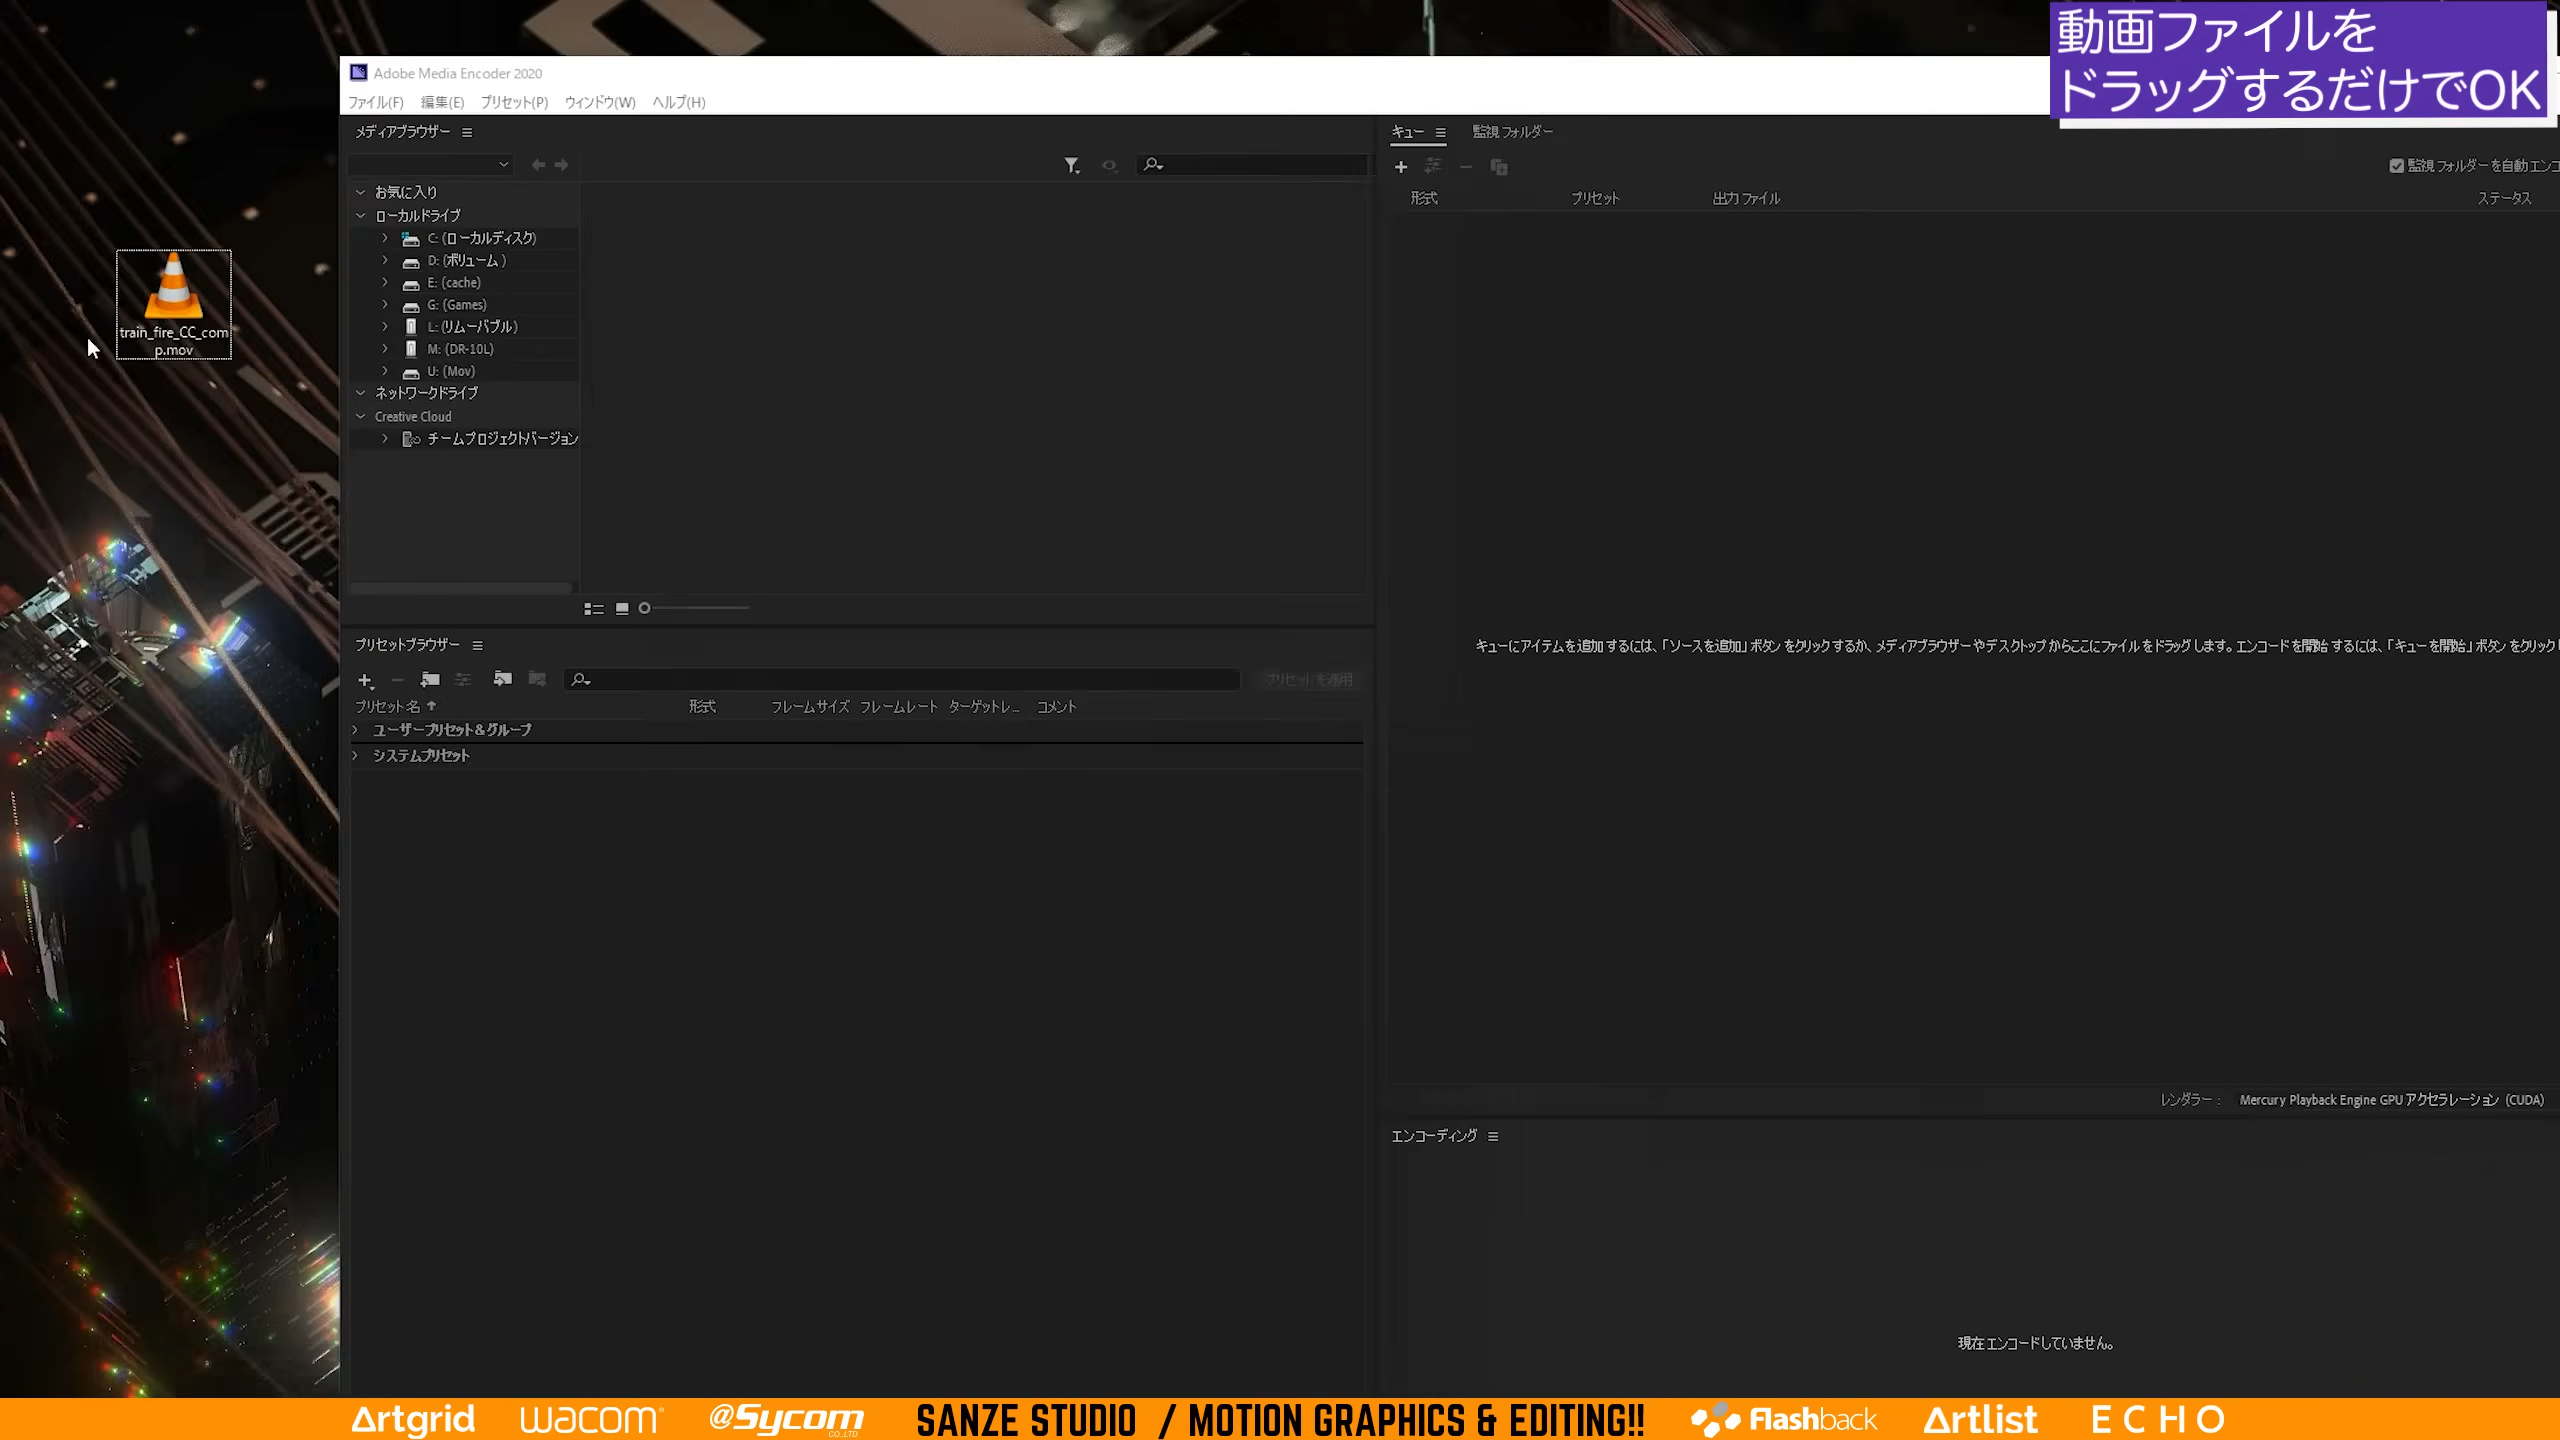 動画ファイルを
ドラッグするだけでOK
Adobe Media Encoder 2020
ファイル(F) 編集(E) プリセット(P) ウィンドウ(W) ヘルプ(H)
メディアブラウザー
お気に入り
ローカルドライブ
C: (ローカルディスク)
D: (ボリューム )
E: (cache)
G: (Games)
L: (リムーバブル)
M: (DR-10L)
U: (Mov)
ネットワークドライブ
Creative Cloud
チームプロジェクトバージョン
train_fire_CC_com
p.mov
キュー 監視フォルダー
監視フォルダーを自動エンコ
形式 プリセット 出力ファイル ステータス
キューにアイテムを追加するには、「ソースを追加」ボタンをクリックするか、メディアブラウザーやデスクトップからここにファイルをドラッグします。エンコードを開始するには、「キューを開始」ボタンをクリック
プリセットブラウザー
プリセットを適用
プリセット名 形式 フレームサイズ フレームレート ターゲットレ... コメント
ユーザープリセット&グループ
システムプリセット
レンダラー： Mercury Playback Engine GPU アクセラレーション (CUDA)
エンコーディング
現在エンコードしていません。
Artgrid wacom @Sycom CO.,LTD SANZE STUDIO / MOTION GRAPHICS & EDITING!! Flashback Artlist ECHO